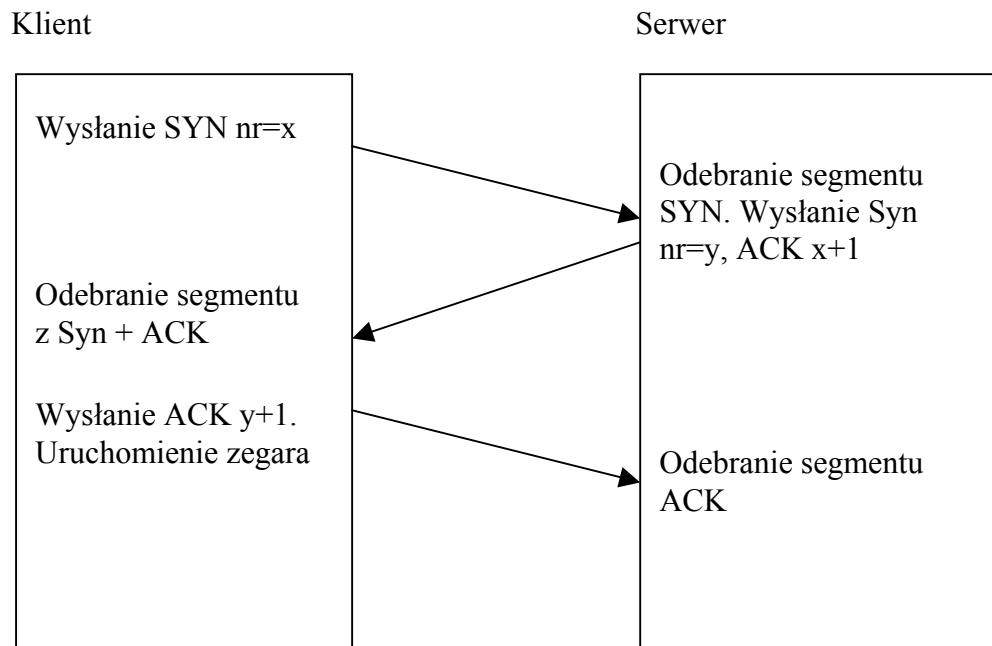 Klient
Serwer
Wysłanie SYN nr=x
Odebranie segmentu
SYN. Wysłanie Syn
nr=y, ACK x+1
Odebranie segmentu
z Syn + ACK
Wysłanie ACK y+1.
Uruchomienie zegara
Odebranie segmentu
ACK